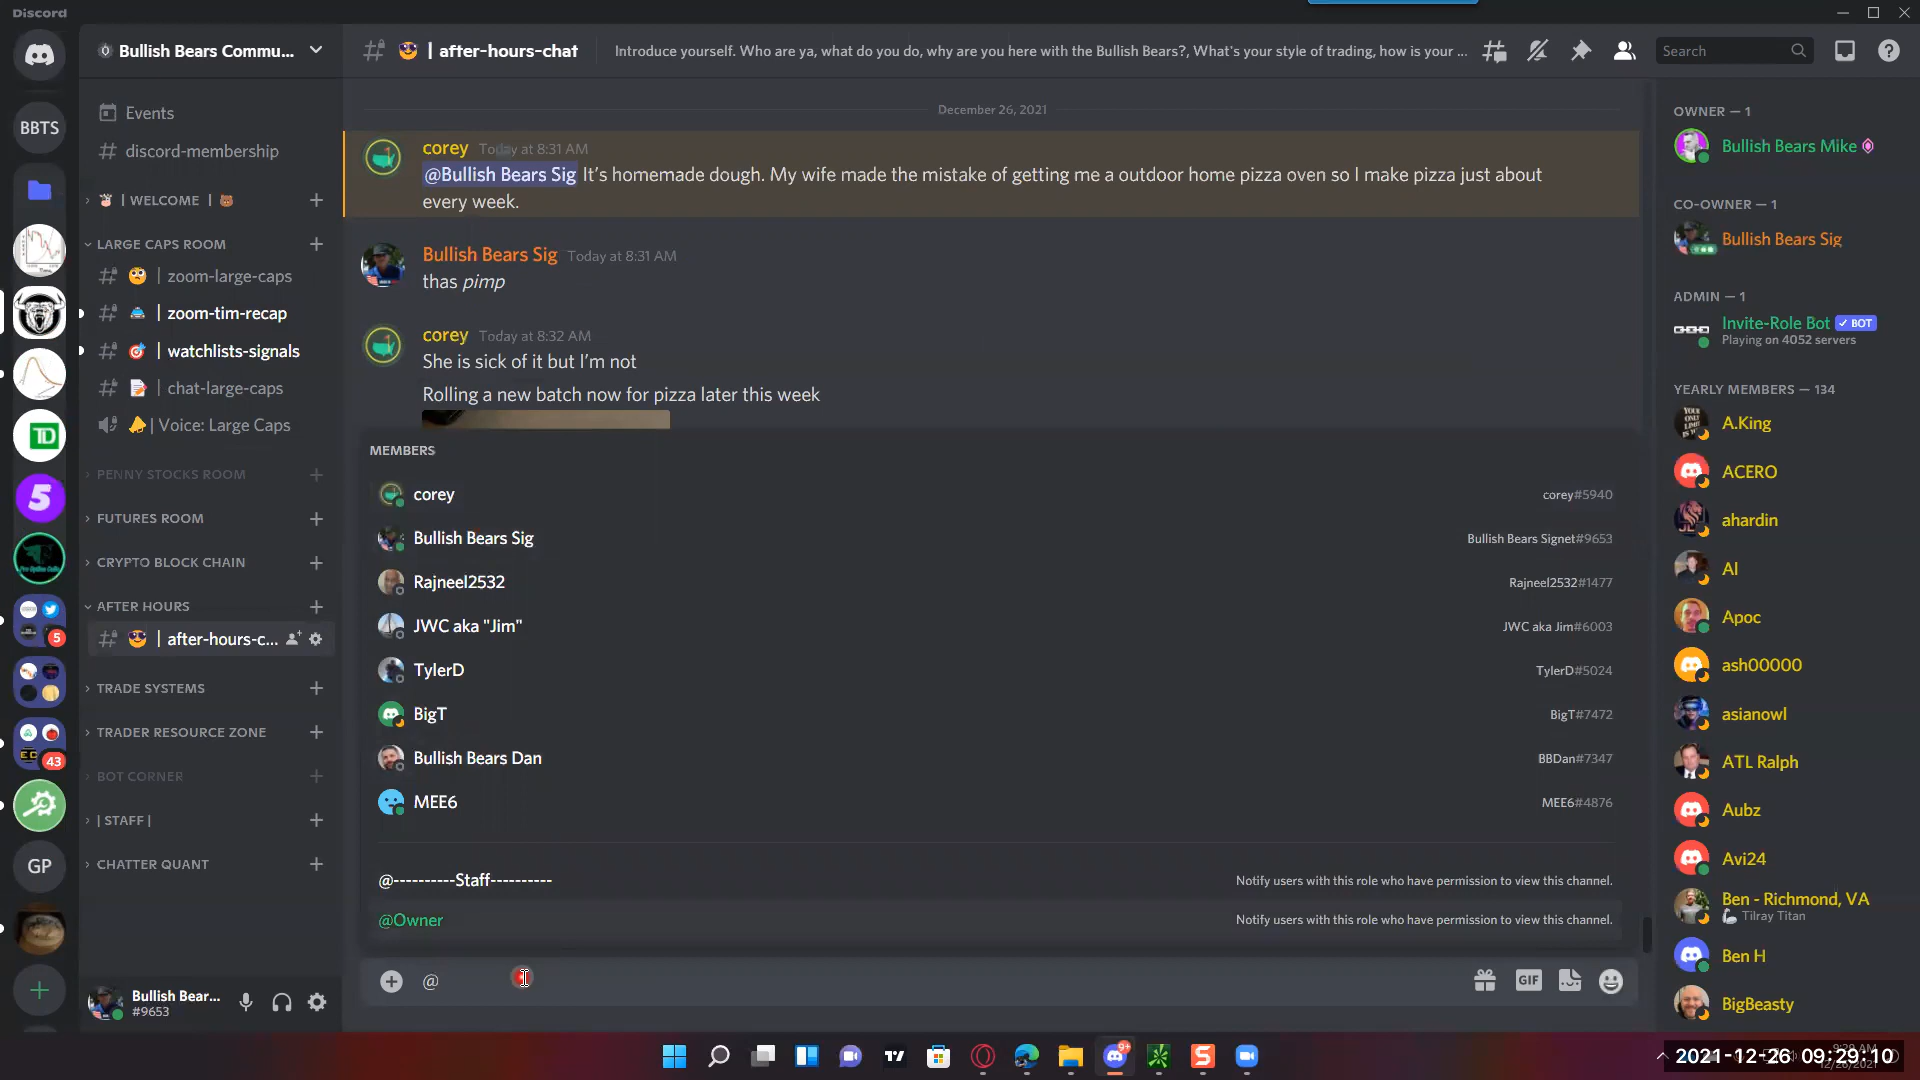 Discord
BBTS
5
TD
5
43
GP
Bullish Bears Commu...
Events
discord-membership
| WELCOME |
LARGE CAPS ROOM
| zoom-large-caps
| zoom-tim-recap
| watchlists-signals
| chat-large-caps
| Voice: Large Caps
PENNY STOCKS ROOM
FUTURES ROOM
CRYPTO BLOCK CHAIN
AFTER HOURS
| after-hours-c...
TRADE SYSTEMS
TRADER RESOURCE ZONE
BOT CORNER
| STAFF |
CHATTER QUANT
Bullish Bear...
#9653
| after-hours-chat
Introduce yourself. Who are ya, what do you do, why are you here with the Bullish Bears?, What's your style of trading, how is your ...
Search
December 26, 2021
corey Today at 8:31 AM
@Bullish Bears Sig It's homemade dough. My wife made the mistake of getting me a outdoor home pizza oven so I make pizza just about
every week.
Bullish Bears Sig Today at 8:31 AM
thas pimp
corey Today at 8:32 AM
She is sick of it but I'm not
Rolling a new batch now for pizza later this week
MEMBERS
corey corey#5940
Bullish Bears Sig Bullish Bears Signet#9653
Rajneel2532 Rajneel2532#1477
JWC aka "Jim" JWC aka Jim#6003
TylerD TylerD#5024
BigT BigT#7472
Bullish Bears Dan BBDan#7347
MEE6 MEE6#4876
@----------Staff---------- Notify users with this role who have permission to view this channel.
@Owner Notify users with this role who have permission to view this channel.
@
GIF
OWNER — 1
Bullish Bears Mike
CO-OWNER — 1
Bullish Bears Sig
ADMIN — 1
Invite-Role Bot BOT
Playing on 4052 servers
YEARLY MEMBERS — 134
A.King
ACERO
ahardin
Al
Apoc
ash00000
asianowl
ATL Ralph
Aubz
Avi24
Ben - Richmond, VA
Tilray Titan
Ben H
BigBeasty
9+
2021-12-26 09:29:10